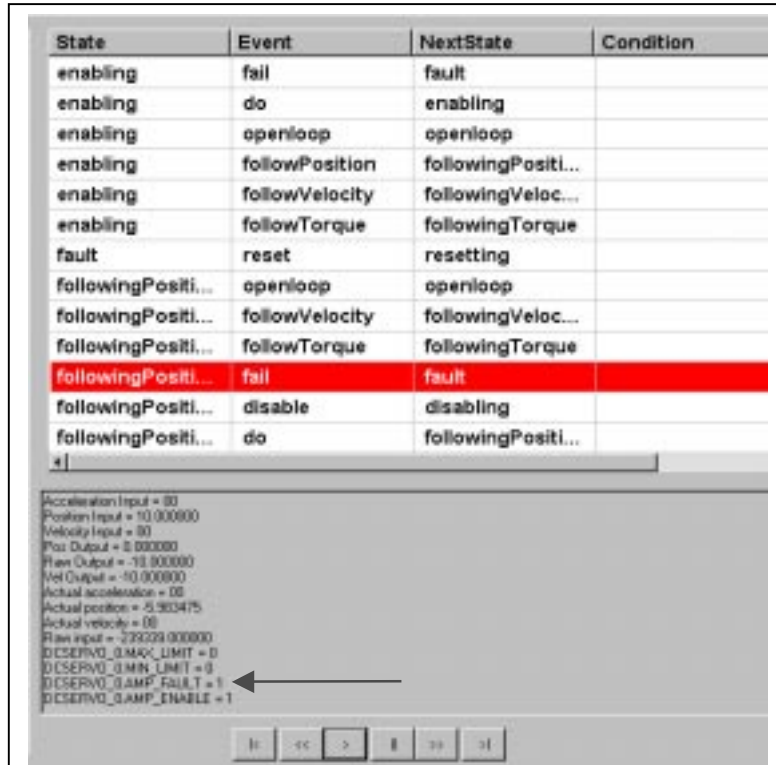 State Event NextState Condition
enabling fail fault
enabling do enabling
enabling openloop openloop
enabling followPosition followingPositi...
enabling followVelocity followingVeloc...
enabling followTorque followingTorque
fault reset resetting
followingPositi... openloop openloop
followingPositi... followVelocity followingVeloc...
followingPositi... followTorque followingTorque
followingPositi... fail fault
followingPositi... disable disabling
followingPositi... do followingPositi...
Acceleration Input = 00
Position Input = 10.000000
Velocity Input = 00
Pos Output = 0.000000
Raw Output = -10.000000
Vel Output = -10.000000
Actual acceleration = 00
Actual position = -5.983475
Actual velocity = 00
Raw input = -239339.000000
DCSERVO_0.MAX_LIMIT = 0
DCSERVO_0.MIN_LIMIT = 0
DCSERVO_0.AMP_FAULT = 1
DCSERVO_0.AMP_ENABLE = 1
|< << > || >> >|